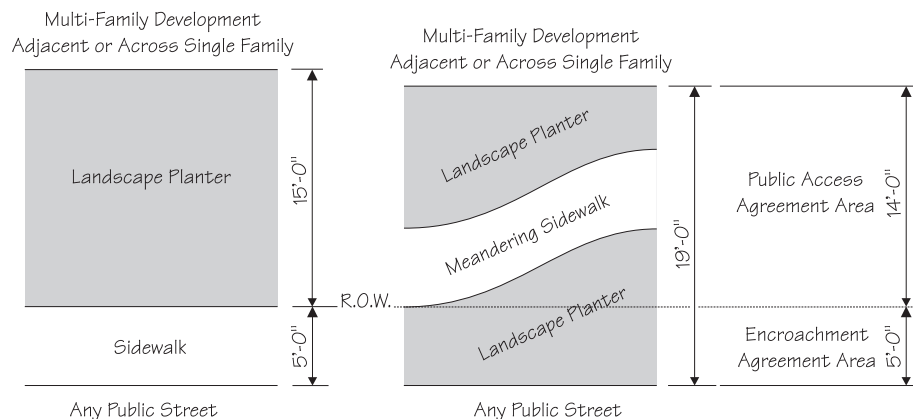 Multi-Family Development
Adjacent or Across Single Family
Landscape Planter
15'-0"
Sidewalk
5'-0"
Any Public Street
R.O.W.
Multi-Family Development
Adjacent or Across Single Family
Landscape Planter
Meandering Sidewalk
Landscape Planter
19'-0"
Any Public Street
Public Access
Agreement Area
14'-0"
Encroachment
Agreement Area
5'-0"